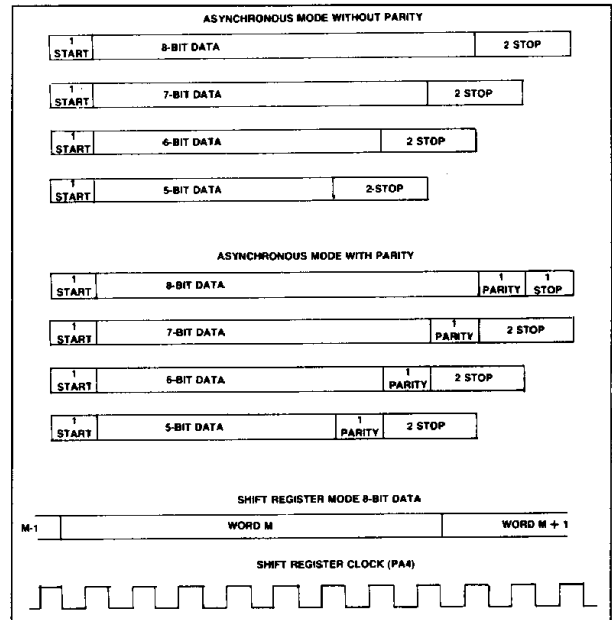 ASYNCHRONOUS MODE WITHOUT PARITY
1
START 8-BIT DATA 2 STOP
1
START 7-BIT DATA 2 STOP
1
START 6-BIT DATA 2 STOP
1
START 5-BIT DATA 2-STOP
ASYNCHRONOUS MODE WITH PARITY
1 1 1
START 8-BIT DATA PARITY STOP
1 1
START 7-BIT DATA PARITY 2 STOP
1 1
START 6-BIT DATA PARITY 2 STOP
1 1
START 5-BIT DATA PARITY 2 STOP
SHIFT REGISTER MODE 8-BIT DATA
M-1 WORD M WORD M + 1
SHIFT REGISTER CLOCK (PA4)